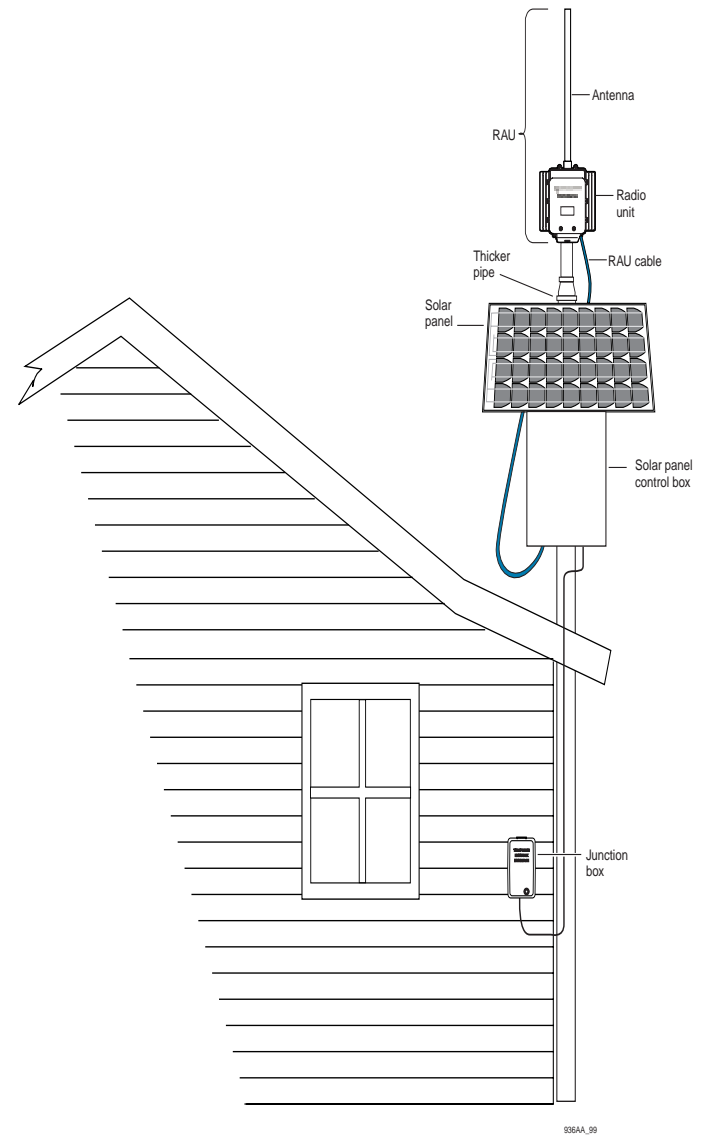 Antenna
RAU
Radio
unit
Thicker
pipe
RAU cable
Solar
panel
Solar panel
control box
Junction
box
936AA_99